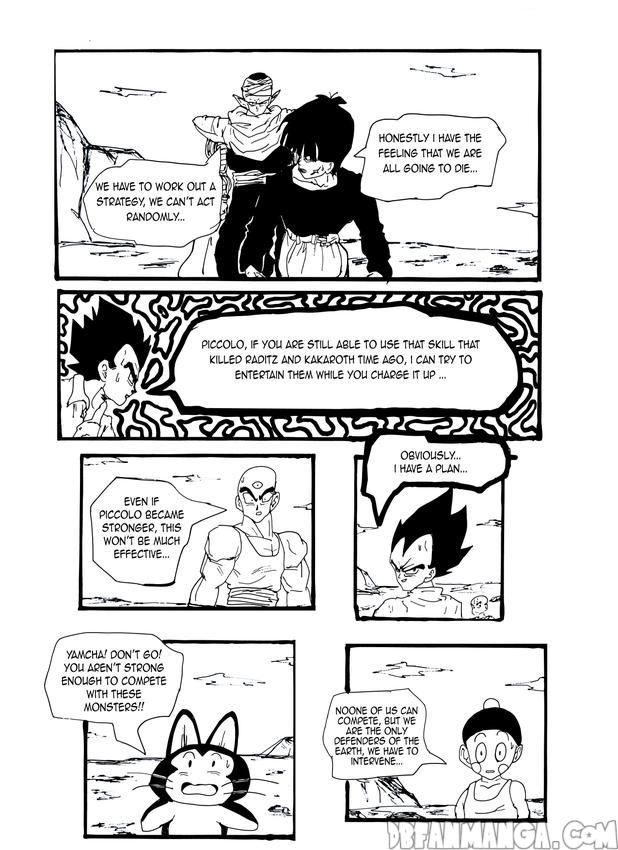 HONESTLY I HAVE THE
FEELING THAT WE ARE
ALL GOING TO DIE...
WE HAVE TO WORK OUT A
STRATEGY, WE CAN'T ACT
RANDOMLY...
PICCOLO, IF YOU ARE STILL ABLE TO USE THAT SKILL THAT
KILLED RADITZ AND KAKAROTH TIME AGO, I CAN TRY TO
ENTERTAIN THEM WHILE YOU CHARGE IT UP ...
EVEN IF
PICCOLO BECAME
STRONGER, THIS
WON'T BE MUCH
EFFECTIVE...
OBVIOUSLY...
I HAVE A PLAN...
YAMCHA! DON'T GO!
YOU AREN'T STRONG
ENOUGH TO COMPETE
WITH THESE
MONSTERS!!
NOONE OF US CAN
COMPETE, BUT WE
ARE THE ONLY
DEFENDERS OF THE
EARTH, WE HAVE TO
INTERVENE...
DBFANMANGA.COM